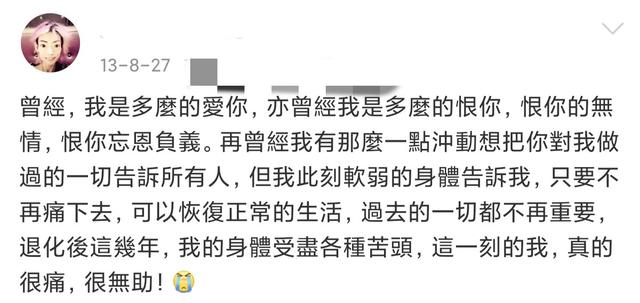 13-8-27
曾經，我是多麼的愛你，亦曾經我是多麼的恨你，恨你的無
情，恨你忘恩負義。再曾經我有那麼一點沖動想把你對我做
過的一切告訴所有人，但我此刻軟弱的身體告訴我，只要不
再痛下去，可以恢復正常的生活，過去的一切都不再重要，
退化後這幾年，我的身體受盡各種苦頭，這一刻的我，真的
很痛，很無助！😭